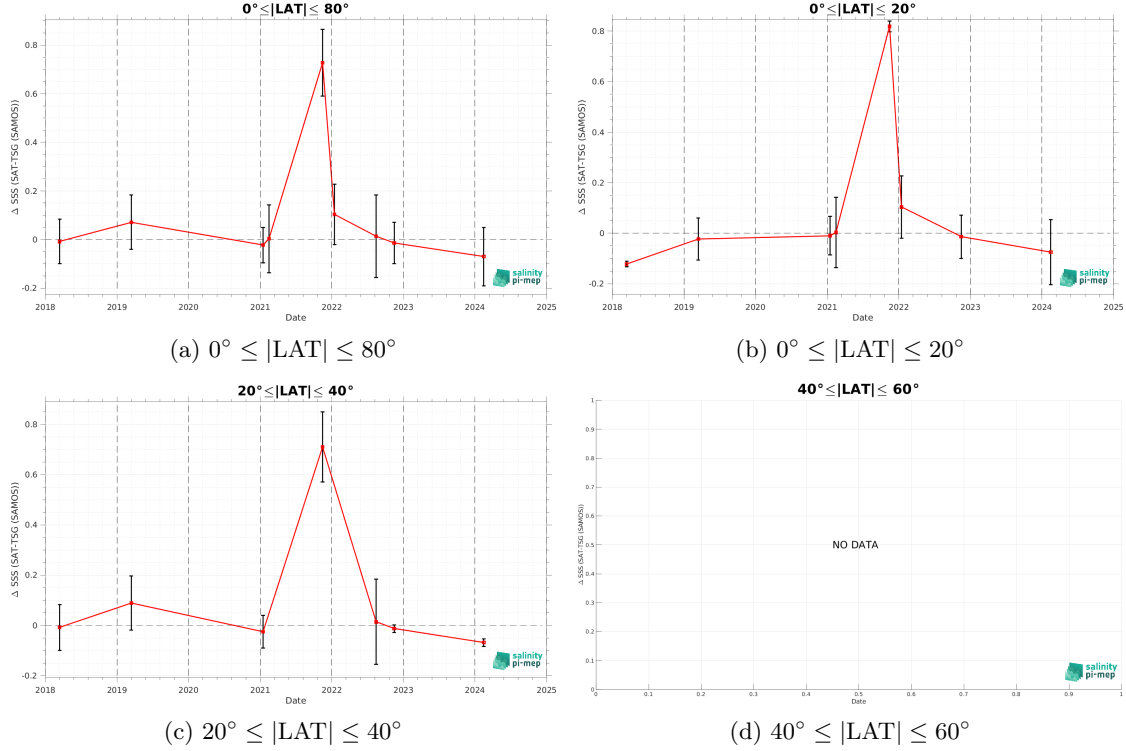 0°≤|LAT|≤ 80°
Δ SSS (SAT-TSG (SAMOS))
0.8
0.6
0.4
0.2
0
-0.2
2018 2019 2020 2021 2022 2023 2024 2025
Date
salinity
pi-mep
(a) 0° ≤ |LAT| ≤ 80°
0°≤|LAT|≤ 20°
Δ SSS (SAT-TSG (SAMOS))
0.8
0.6
0.4
0.2
0
-0.2
2018 2019 2020 2021 2022 2023 2024 2025
Date
salinity
pi-mep
(b) 0° ≤ |LAT| ≤ 20°
20°≤|LAT|≤ 40°
Δ SSS (SAT-TSG (SAMOS))
0.8
0.6
0.4
0.2
0
-0.2
2018 2019 2020 2021 2022 2023 2024 2025
Date
salinity
pi-mep
(c) 20° ≤ |LAT| ≤ 40°
40°≤|LAT|≤ 60°
Δ SSS (SAT-TSG (SAMOS))
1
0.9
0.8
0.7
0.6
0.5
0.4
0.3
0.2
0.1
0
NO DATA
0 0.1 0.2 0.3 0.4 0.5 0.6 0.7 0.8 0.9 1
Date
salinity
pi-mep
(d) 40° ≤ |LAT| ≤ 60°